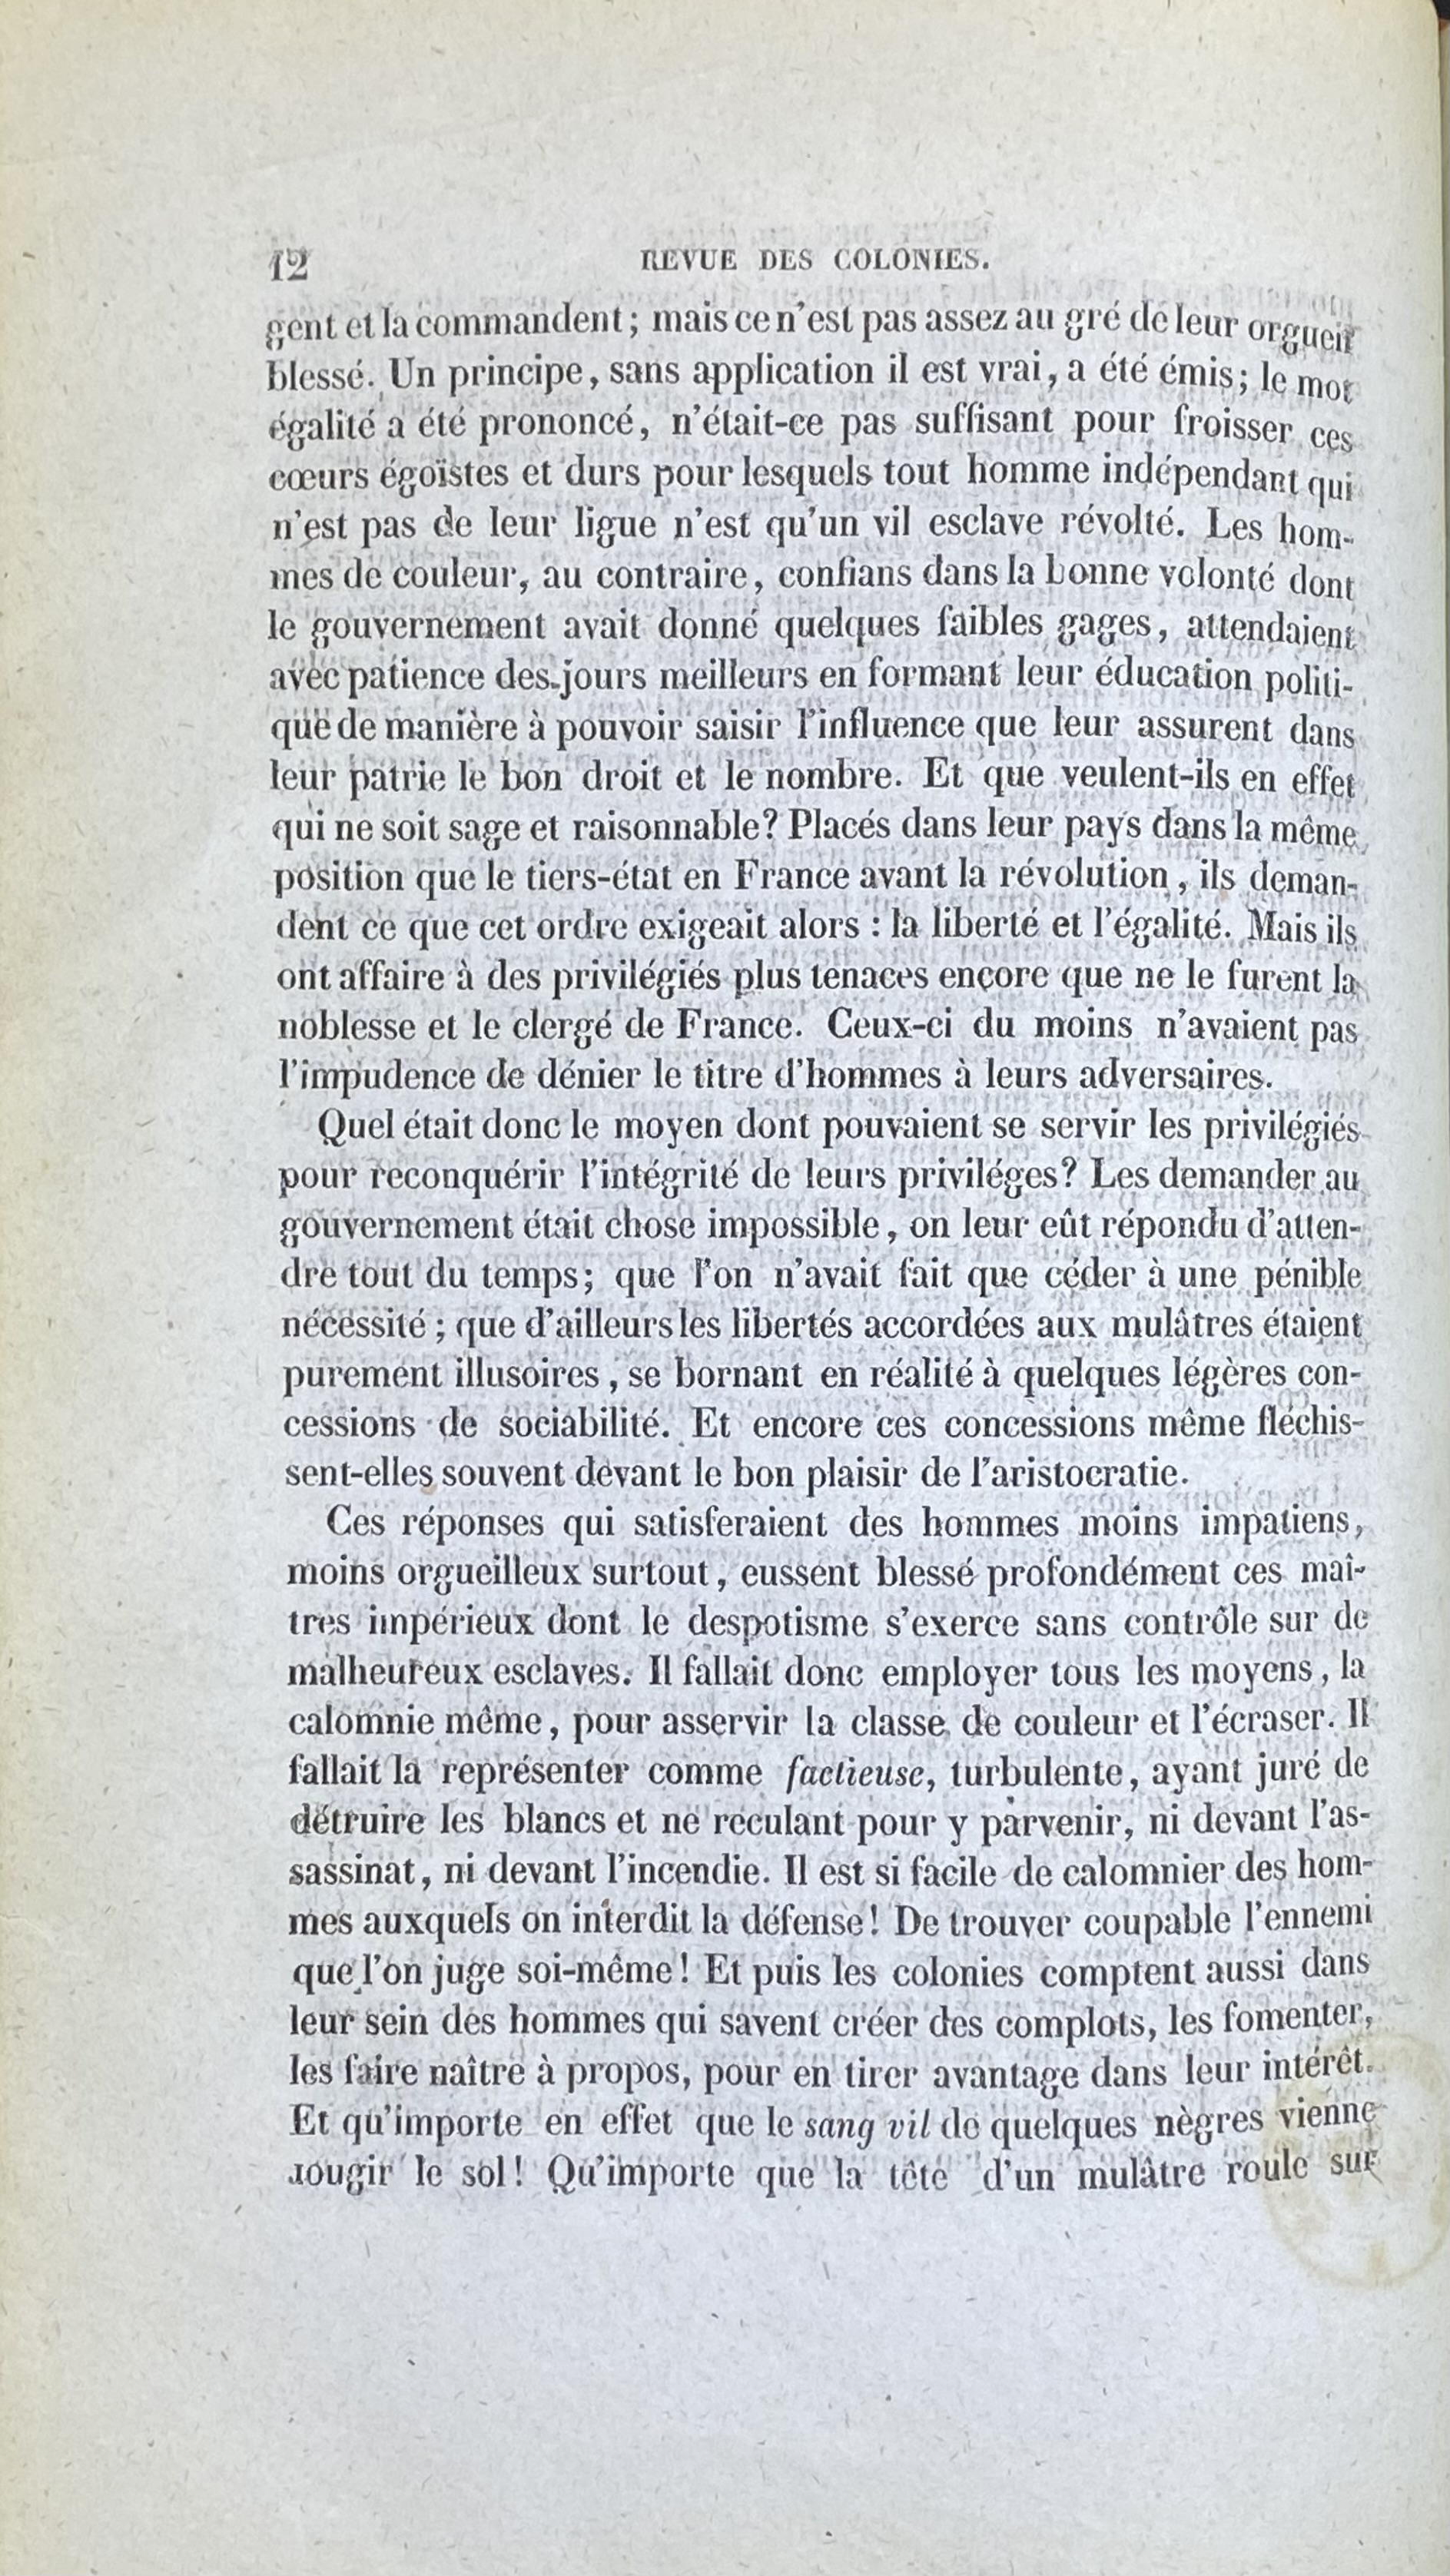 12 REVUE DES COLONIES.
gent et la commandent ; mais ce n'est pas assez au gré de leur orgueil
blessé. Un principe, sans application il est vrai, a été émis; le mot
égalité a été prononcé, n'était-ce pas suffisant pour froisser ces
cœurs égoïstes et durs pour lesquels tout homme indépendant qui
n'est pas de leur ligue n'est qu'un vil esclave révolté. Les hom-
mes de couleur, au contraire, confians dans la bonne volonté dont
le gouvernement avait donné quelques faibles gages, attendaient
avec patience des jours meilleurs en formant leur éducation politi-
que de manière à pouvoir saisir l'influence que leur assurent dans
leur patrie le bon droit et le nombre. Et que veulent-ils en effet
qui ne soit sage et raisonnable? Placés dans leur pays dans la même
position que le tiers-état en France avant la révolution, ils deman-
dent ce que cet ordre exigeait alors : la liberté et l'égalité. Mais ils
ont affaire à des privilégiés plus tenaces encore que ne le furent la
noblesse et le clergé de France. Ceux-ci du moins n'avaient pas
l'impudence de dénier le titre d'hommes à leurs adversaires.
Quel était donc le moyen dont pouvaient se servir les privilégiés
pour reconquérir l'intégrité de leurs priviléges? Les demander au
gouvernement était chose impossible, on leur eût répondu d'atten-
dre tout du temps; que l'on n'avait fait que céder à une pénible
nécessité ; que d'ailleurs les libertés accordées aux mulâtres étaient
purement illusoires, se bornant en réalité à quelques légères con-
cessions de sociabilité. Et encore ces concessions même fléchis-
sent-elles souvent devant le bon plaisir de l'aristocratie.
Ces réponses qui satisferaient des hommes moins impatiens,
moins orgueilleux surtout, eussent blessé profondément ces maî-
tres impérieux dont le despotisme s'exerce sans contrôle sur de
malheureux esclaves. Il fallait donc employer tous les moyens, la
calomnie même, pour asservir la classe de couleur et l'écraser. Il
fallait la représenter comme factieuse, turbulente, ayant juré de
détruire les blancs et ne reculant pour y parvenir, ni devant l'as-
sassinat, ni devant l'incendie. Il est si facile de calomnier des hom-
mes auxquels on interdit la défense! De trouver coupable l'ennemi
que l'on juge soi-même! Et puis les colonies comptent aussi dans
leur sein des hommes qui savent créer des complots, les fomenter,
les faire naître à propos, pour en tirer avantage dans leur intérêt.
Et qu'importe en effet que le sang vil de quelques nègres vienne
rougir le sol! Qu'importe que la tête d'un mulâtre roule sur